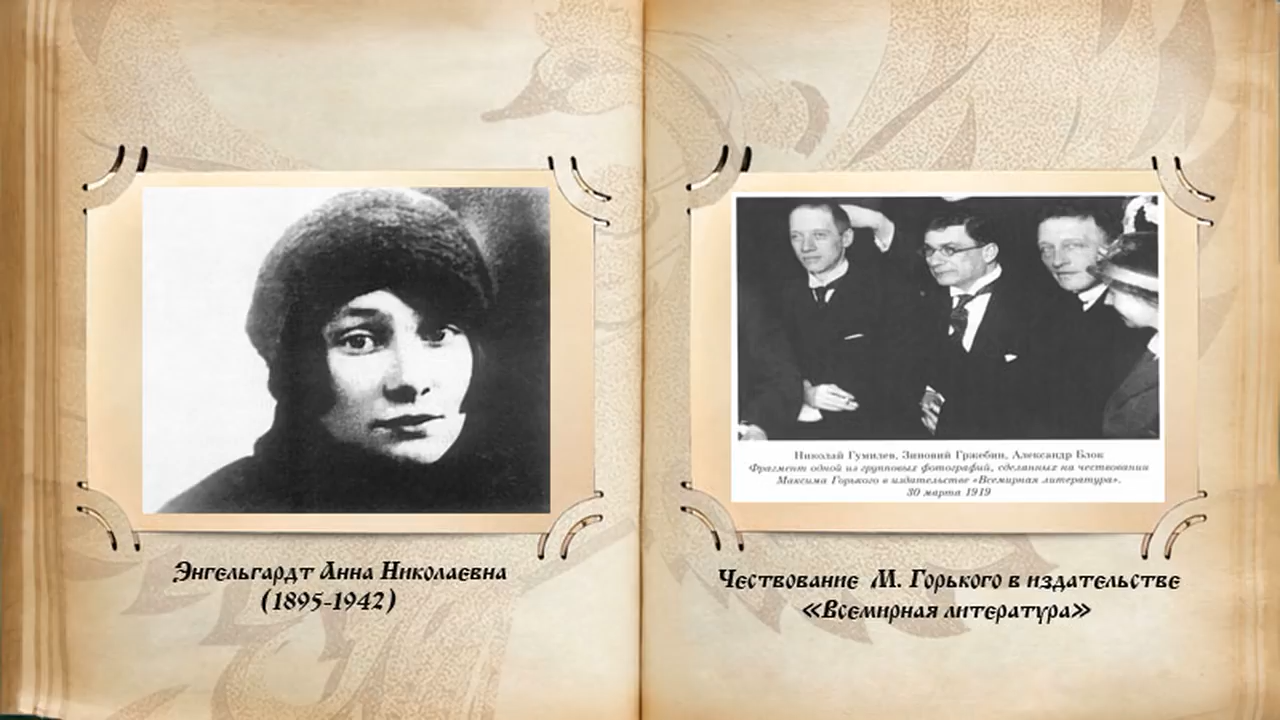 Энгельгардт Анна Николаевна
(1895-1942)
Николай Гумилев, Зиновий Гржебин, Александр Блок
Фрагмент одной из групповых фотографий, сделанных на чествовании
Максима Горького в издательстве «Всемирная литература».
30 марта 1919
Чествование М. Горького в издательстве
«Всемирная литература»